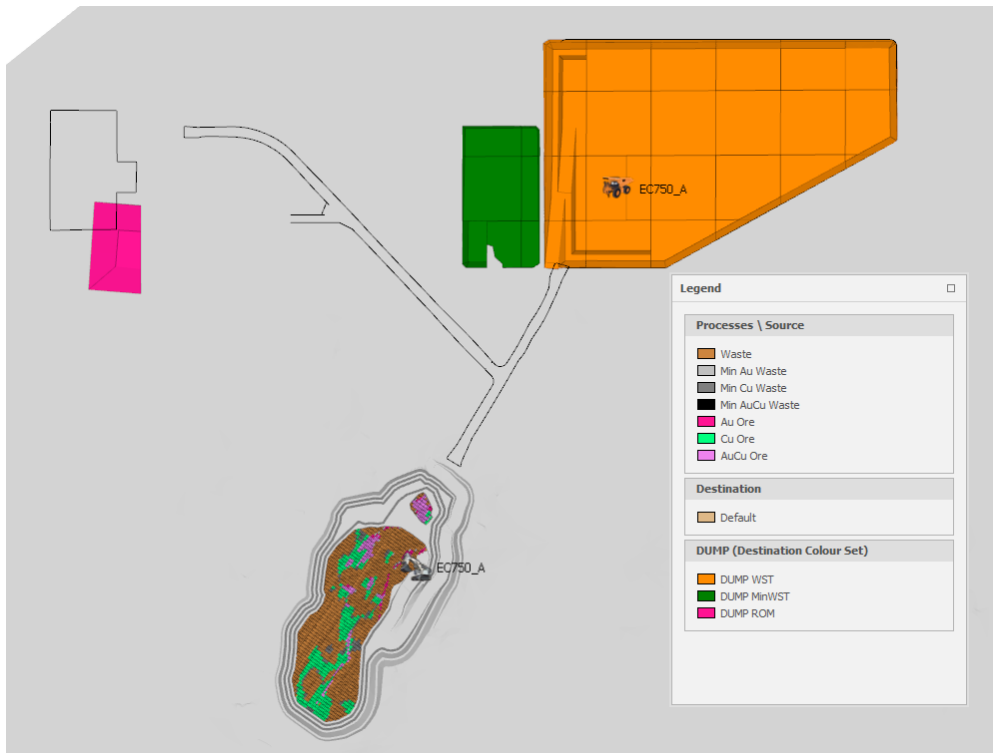 EC750_A
Legend
Processes \ Source
Waste
Min Au Waste
Min Cu Waste
Min AuCu Waste
Au Ore
Cu Ore
AuCu Ore
Destination
Default
DUMP (Destination Colour Set)
DUMP WST
DUMP MinWST
DUMP ROM
EC750_A